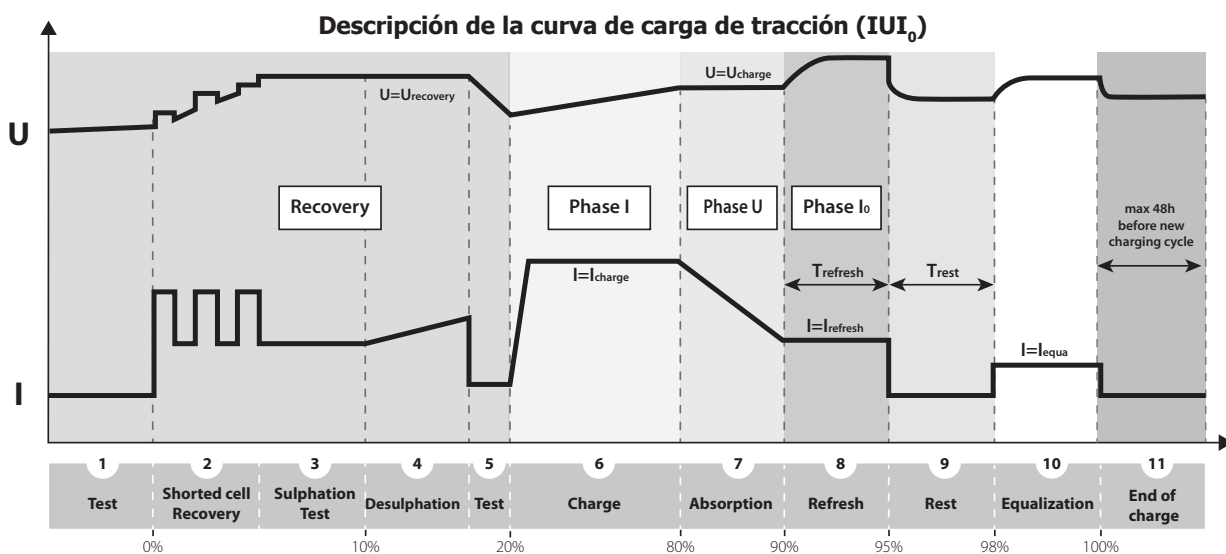 Descripción de la curva de carga de tracción (IUI0)
U
U=Urecovery
U=Ucharge
Recovery
Phase I
Phase U
Phase I0
max 48h
before new
charging cycle
Trefresh
Trest
I=Icharge
I=Irefresh
I=Iequa
I
1
2
3
4
5
6
7
8
9
10
11
Test
Shorted cell
Recovery
Sulphation
Test
Desulphation
Test
Charge
Absorption
Refresh
Rest
Equalization
End of
charge
0%
10%
20%
80%
90%
95%
98%
100%